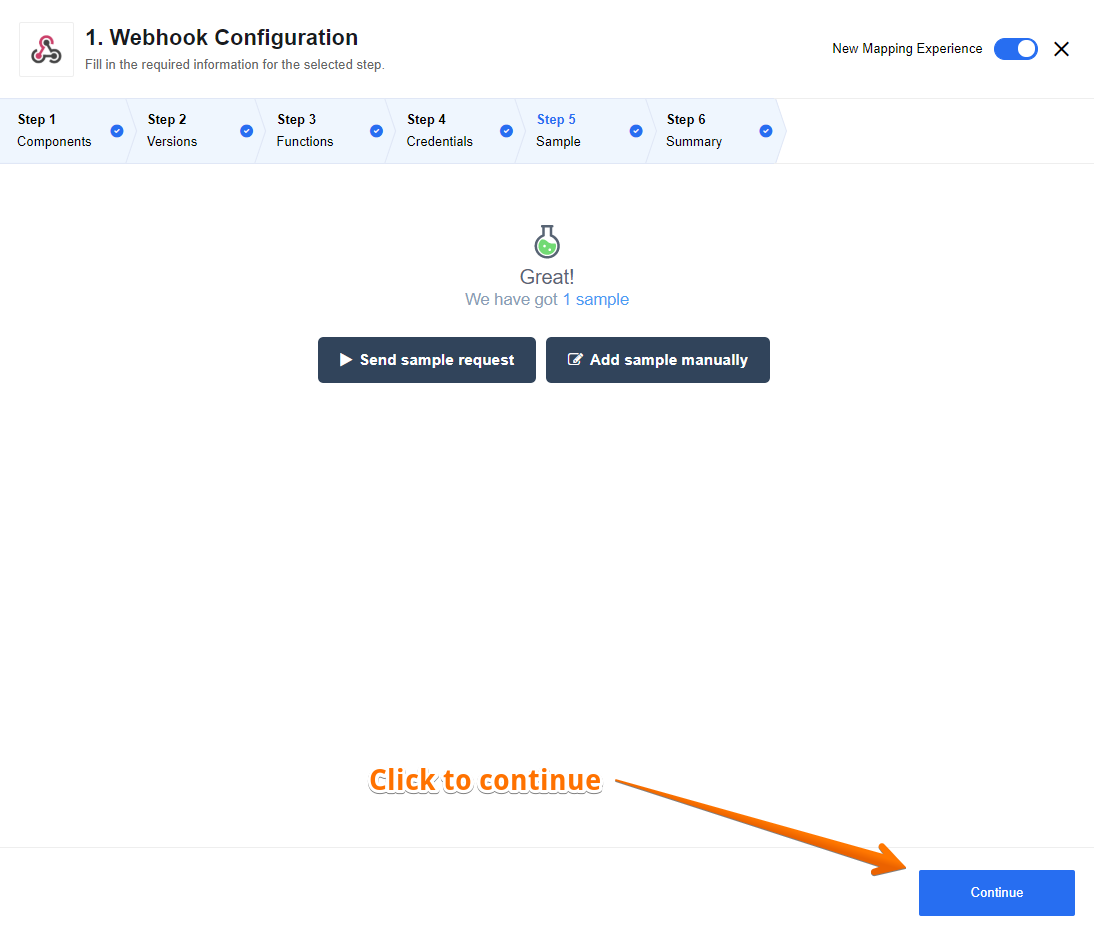 1. Webhook Configuration
Fill in the required information for the selected step.
New Mapping Experience
Step 1
Components
Step 2
Versions
Step 3
Functions
Step 4
Credentials
Step 5
Sample
Step 6
Summary
Great!
We have got 1 sample
Send sample request
Add sample manually
Click to continue
Continue